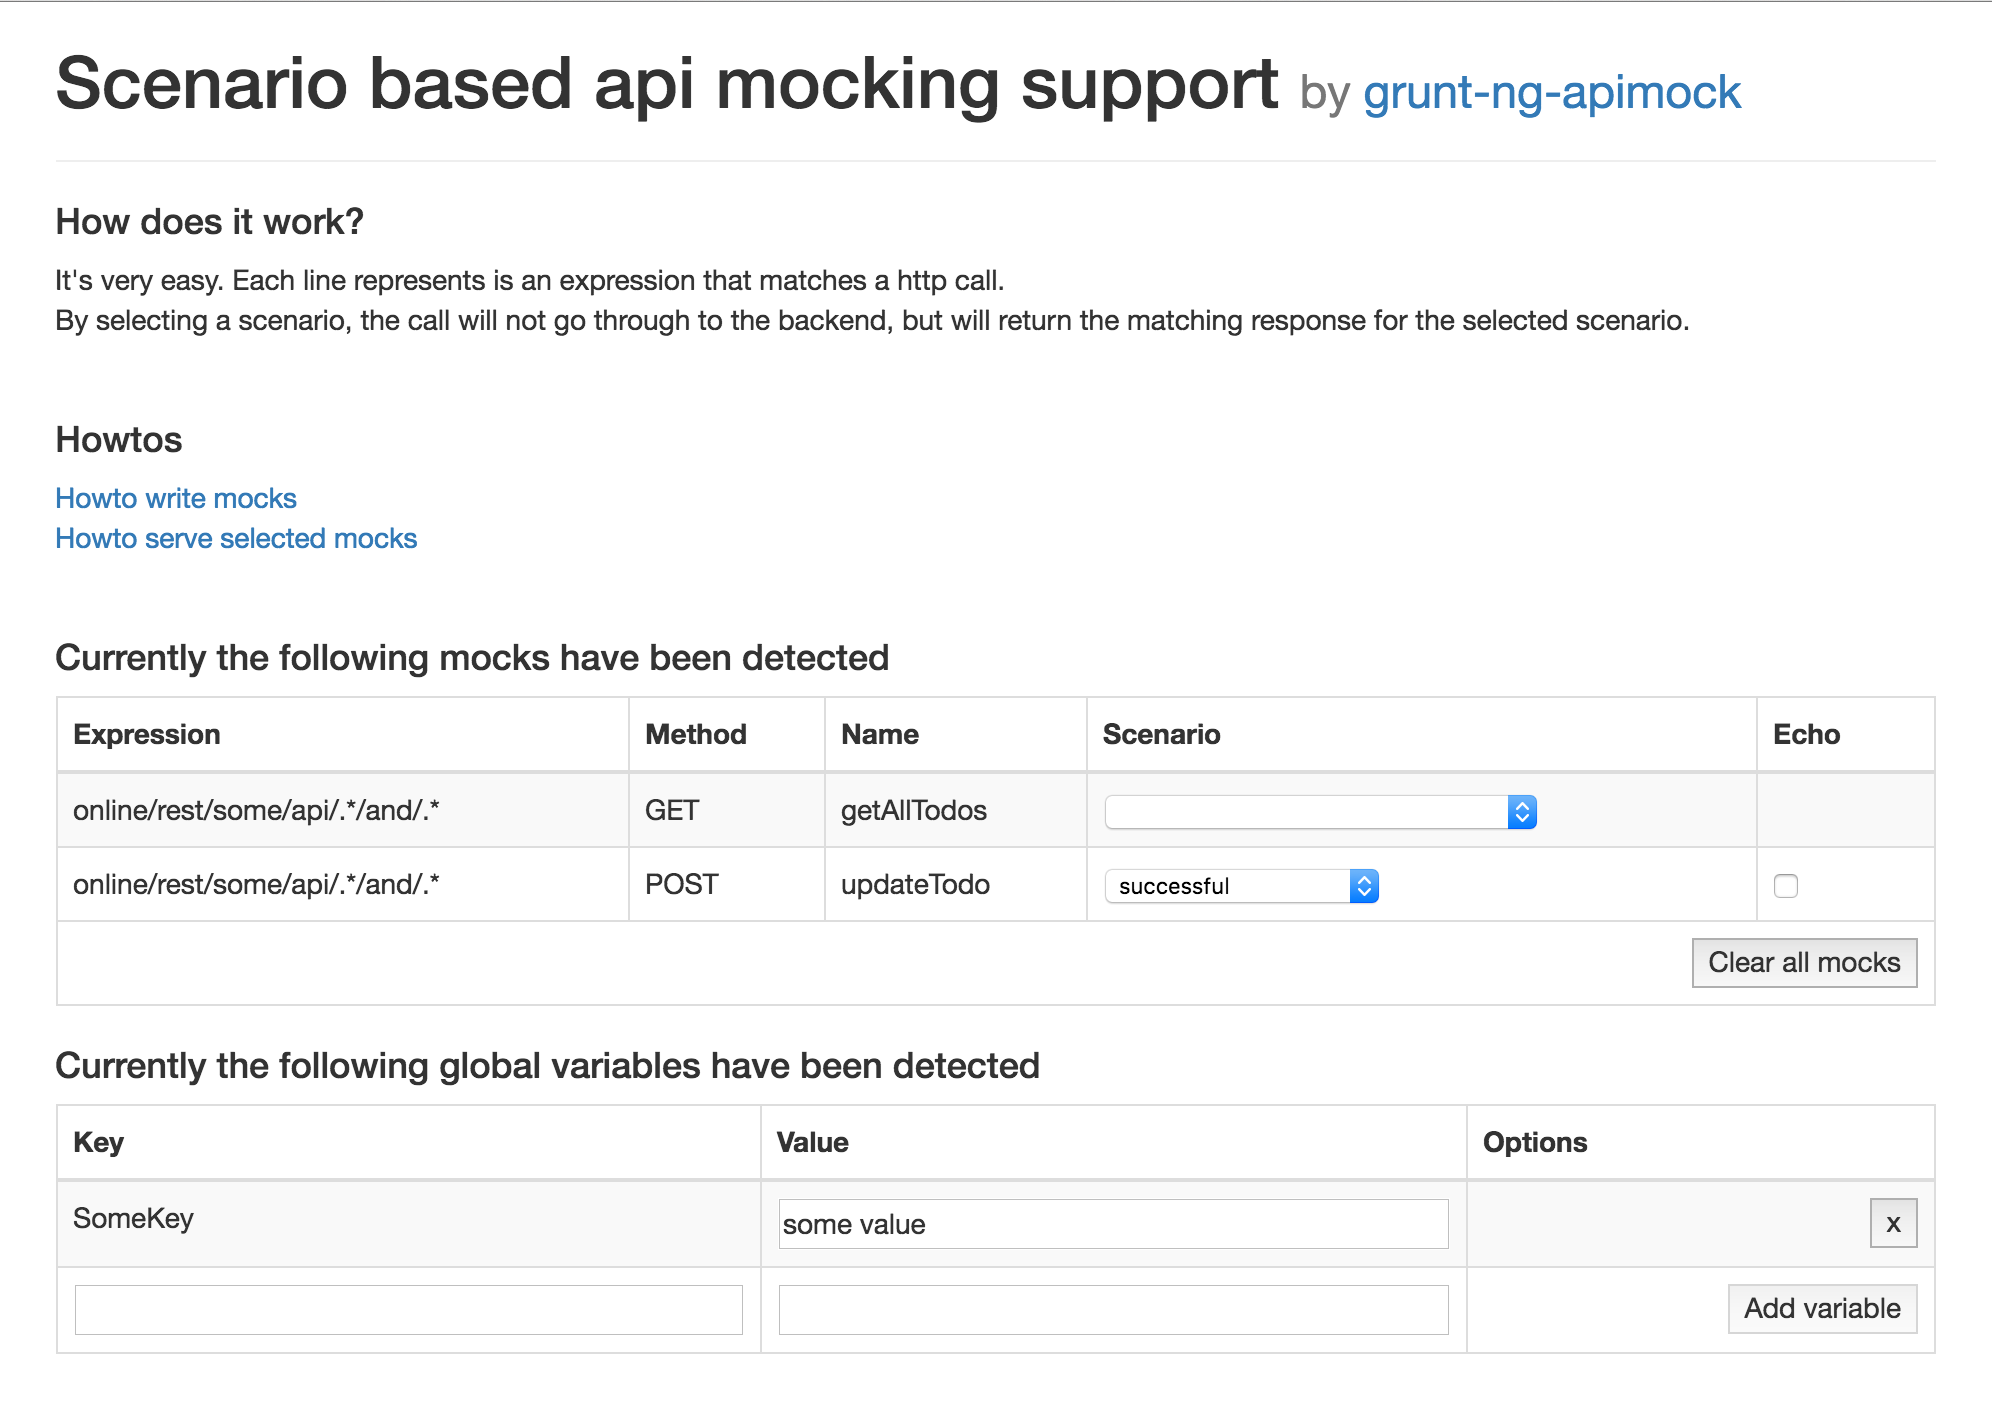 Scenario based api mocking support by grunt-ng-apimock
How does it work?
It's very easy. Each line represents is an expression that matches a http call.
By selecting a scenario, the call will not go through to the backend, but will return the matching response for the selected scenario.
Howtos
Howto write mocks
Howto serve selected mocks
Currently the following mocks have been detected
Expression Method Name Scenario Echo
online/rest/some/api/.*/and/.* GET getAllTodos
online/rest/some/api/.*/and/.* POST updateTodo successful
Clear all mocks
Currently the following global variables have been detected
Key Value Options
SomeKey some value x
Add variable